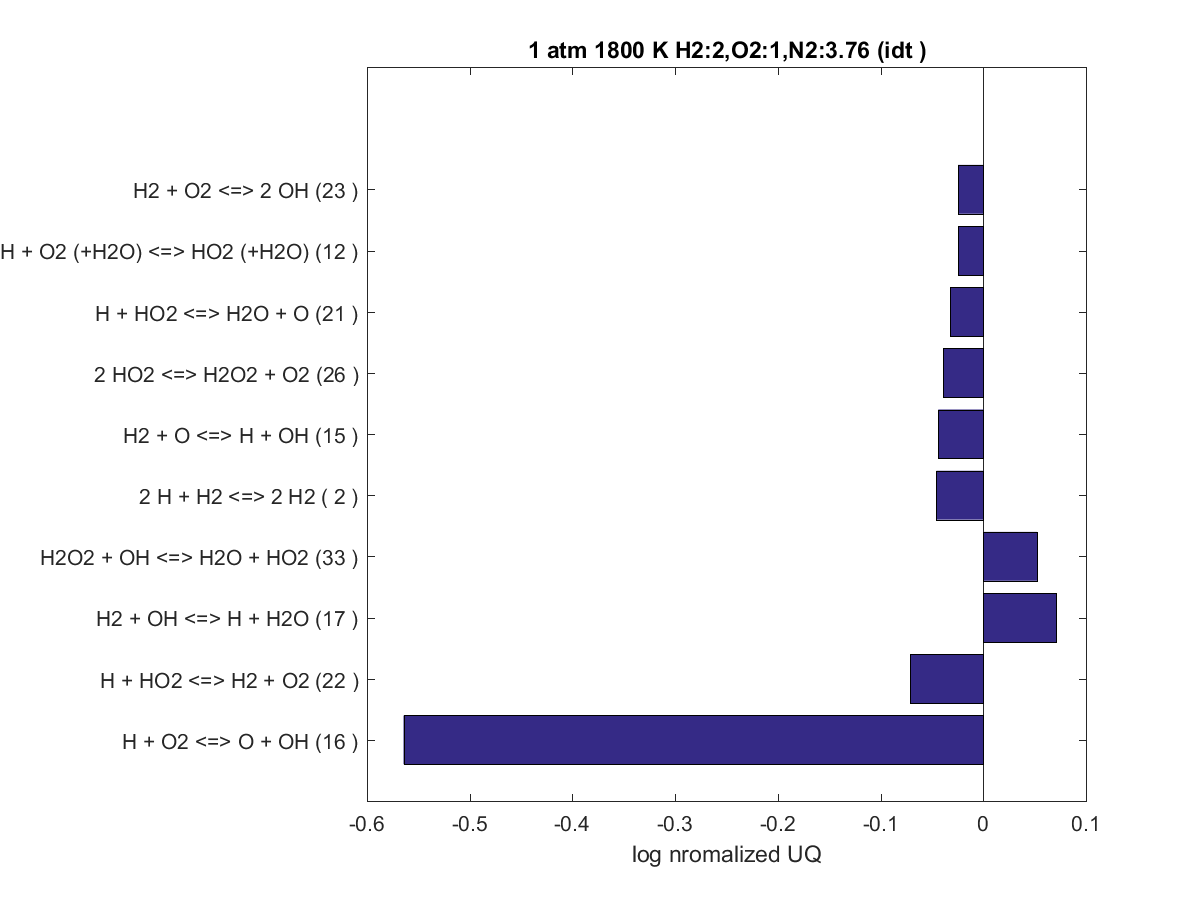 1 atm 1800 K H2:2,O2:1,N2:3.76 (idt )
H2 + O2 <=> 2 OH (23 )
H + O2 (+H2O) <=> HO2 (+H2O) (12 )
H + HO2 <=> H2O + O (21 )
2 HO2 <=> H2O2 + O2 (26 )
H2 + O <=> H + OH (15 )
2 H + H2 <=> 2 H2 ( 2 )
H2O2 + OH <=> H2O + HO2 (33 )
H2 + OH <=> H + H2O (17 )
H + HO2 <=> H2 + O2 (22 )
H + O2 <=> O + OH (16 )
-0.6 -0.5 -0.4 -0.3 -0.2 -0.1 0 0.1
log nromalized UQ